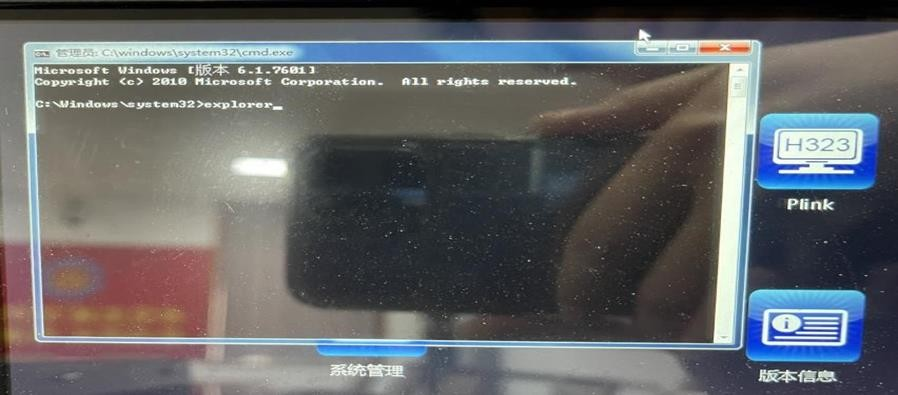 管理员: C:\windows\system32\cmd.exe
Microsoft Windows [版本 6.1.7601]
Copyright <c> 2010 Microsoft Corporation.  All rights reserved.
C:\Windows\system32>explorer_
H323
Plink
系统管理
版本信息